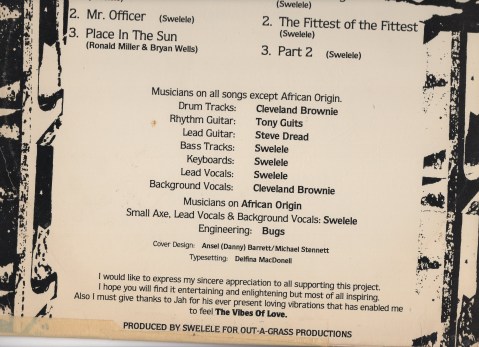 (Swelele)
2. Mr. Officer (Swelele)
3. Place In The Sun
(Ronald Miller & Bryan Wells)
2. The Fittest of the Fittest
(Swelele)
3. Part 2 (Swelele)
Musicians on all songs except African Origin.
Drum Tracks: Cleveland Brownie
Rhythm Guitar: Tony Guits
Lead Guitar: Steve Dread
Bass Tracks: Swelele
Keyboards: Swelele
Lead Vocals: Swelele
Background Vocals: Cleveland Brownie
Musicians on African Origin
Small Axe, Lead Vocals & Background Vocals: Swelele
Engineering: Bugs
Cover Design: Ansel (Danny) Barrett/Michael Stennett
Typesetting: Delfina MacDonell
I would like to express my sincere appreciation to all supporting this project.
I hope you will find it entertaining and enlightening but most of all inspiring.
Also I must give thanks to Jah for his ever present loving vibrations that has enabled me
to feel The Vibes Of Love.
PRODUCED BY SWELELE FOR OUT-A-GRASS PRODUCTIONS